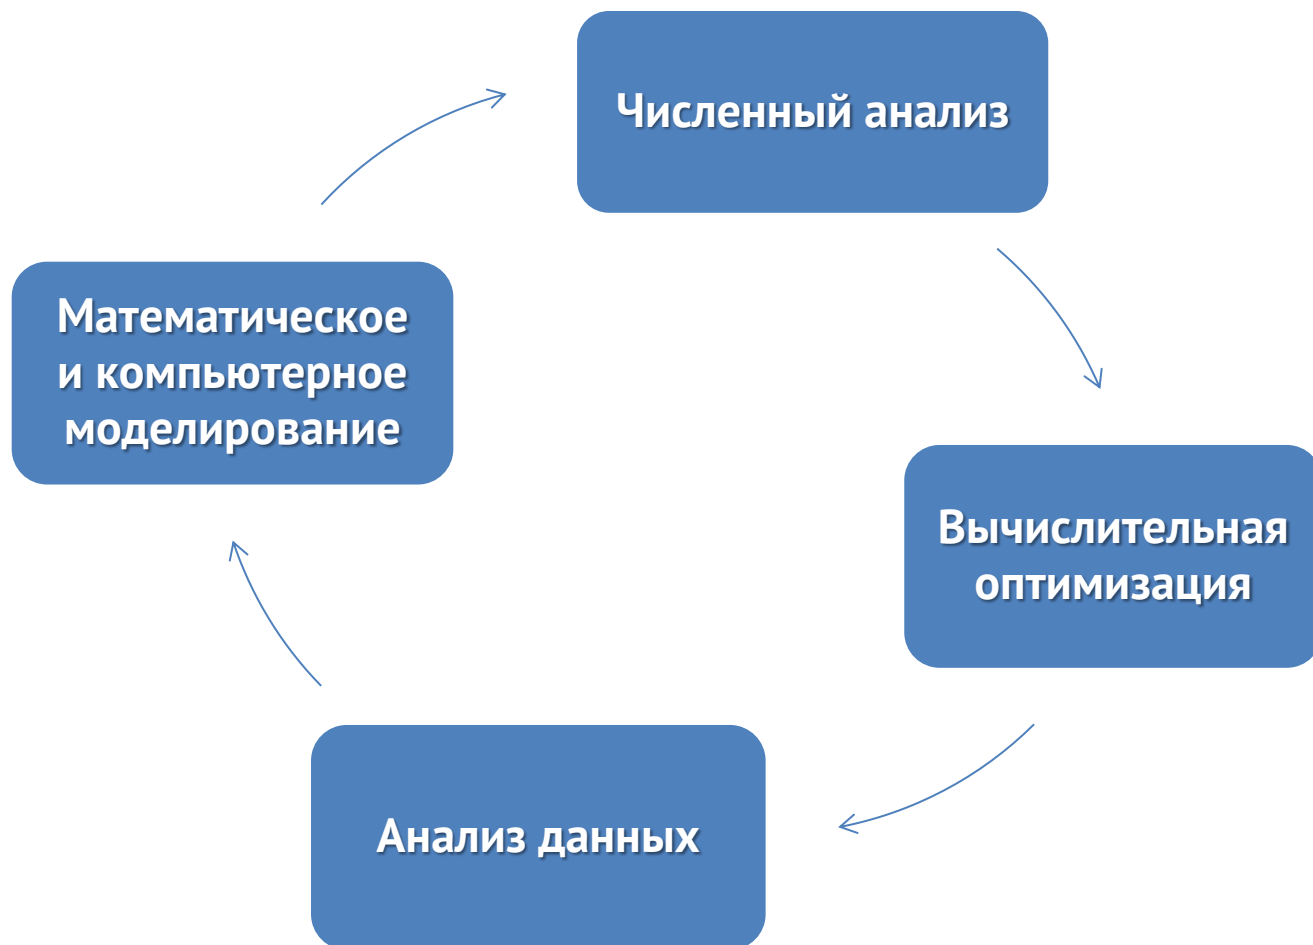 Численный анализ
Математическое
и компьютерное
моделирование
Вычислительная
оптимизация
Анализ данных